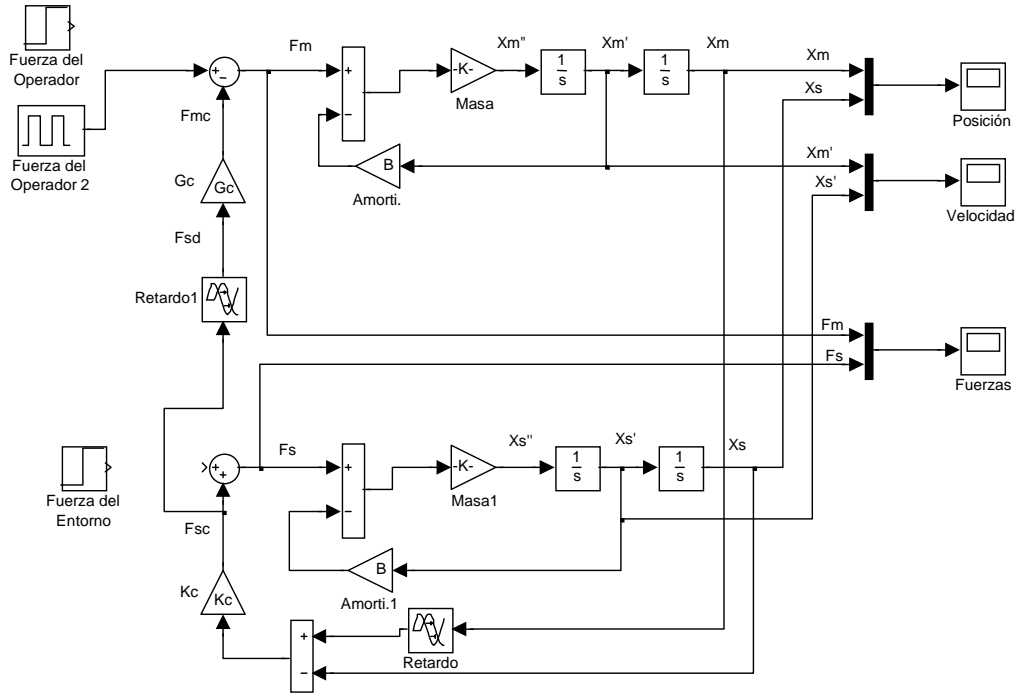 Fuerza del
Operador
Fuerza del
Operador 2
+
−
Fm
Fmc
Gc
Gc
Fsd
Retardo1
+
−
-K-
Masa
Xm"
1
s
Xm'
1
s
Xm
B
Amorti.
Xm
Xs
Posición
Xm'
Xs'
Velocidad
Fm
Fs
Fuerzas
Fuerza del
Entorno
+
+
Fs
Fsc
Kc
Kc
+
−
-K-
Masa1
Xs"
1
s
Xs'
1
s
Xs
B
Amorti.1
+
−
Retardo